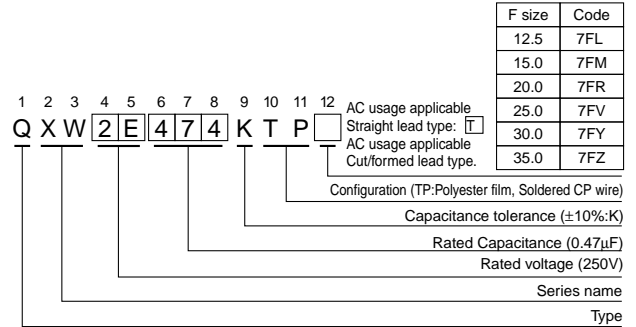 F size Code
12.5 7FL
15.0 7FM
20.0 7FR
25.0 7FV
30.0 7FY
35.0 7FZ
1 2 3 4 5 6 7 8 9 10 11 12
Q X W 2 E 4 7 4 K T P
AC usage applicable
Straight lead type: T
AC usage applicable
Cut/formed lead type.
Configuration (TP:Polyester film, Soldered CP wire)
Capacitance tolerance (±10%:K)
Rated Capacitance (0.47µF)
Rated voltage (250V)
Series name
Type